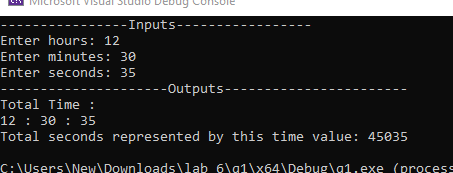 Microsoft Visual Studio Debug Console
----------------Inputs-----------------
Enter hours: 12
Enter minutes: 30
Enter seconds: 35
---------------------Outputs-----------------------
Total Time :
12 : 30 : 35
Total seconds represented by this time value: 45035
C:\Users\New\Downloads\lab 6\q1\x64\Debug\q1.exe (process